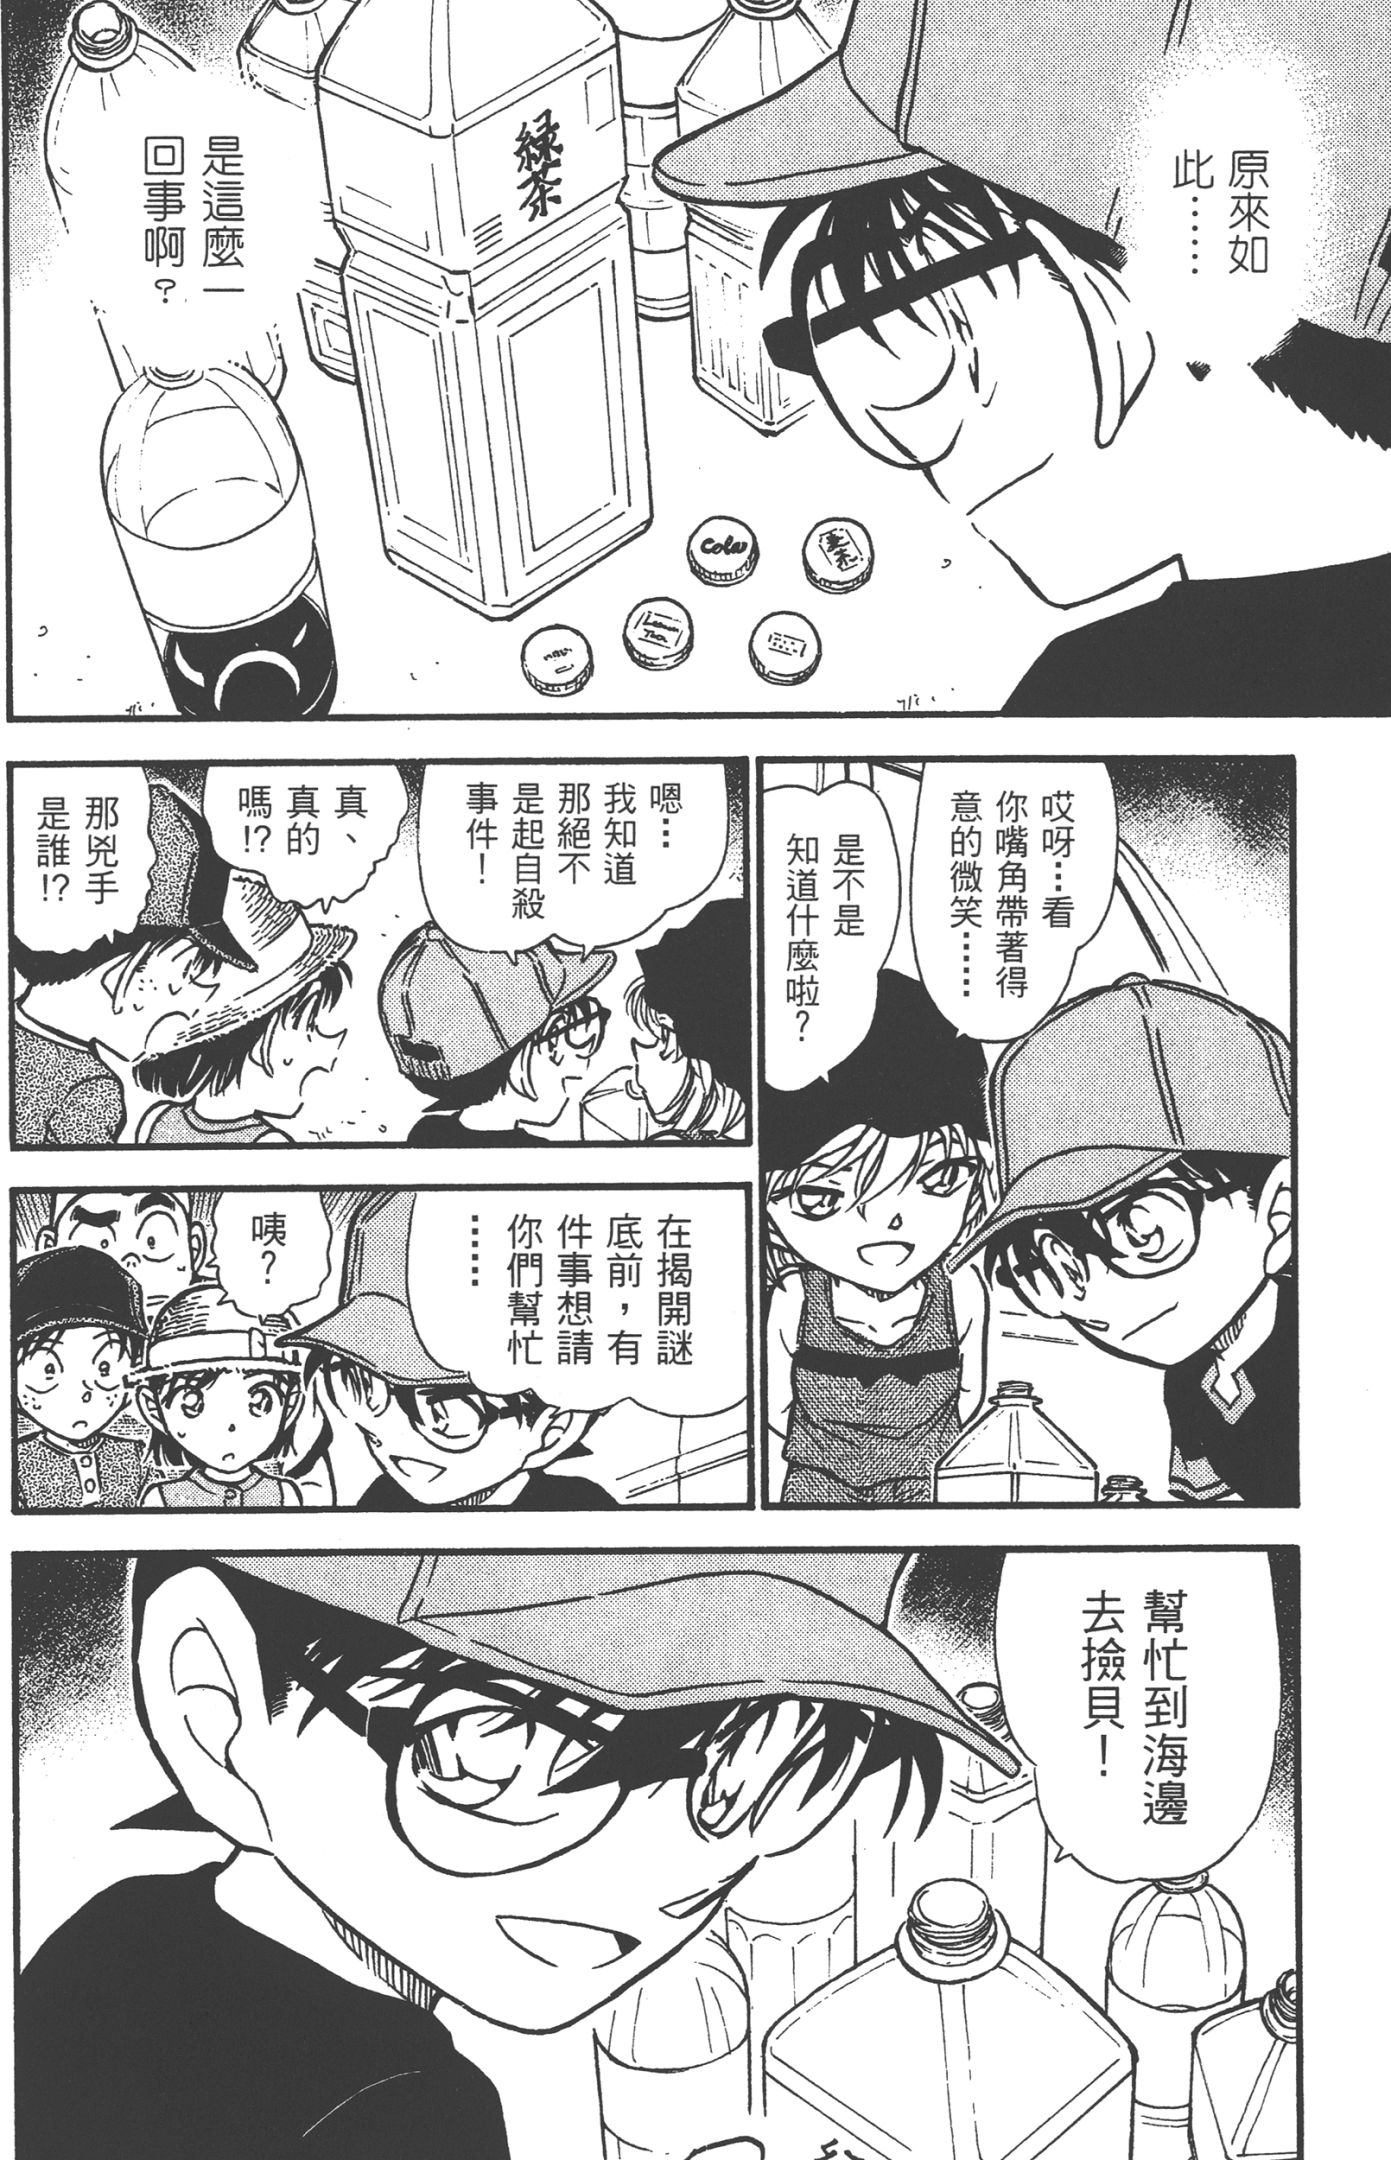 原來如
此……
是這麼一
回事啊？
綠茶
Cola
哎呀…看
你嘴角帶著得
意的微笑……
是不是
知道什麼啦？
嗯…
我知道
那絕不
是起自殺
事件！
真、
真的
嗎!?
那兇手
是誰!?
在揭開謎
底前，有
件事想請
你們幫忙
……
咦？
幫忙到海邊
去撿貝！